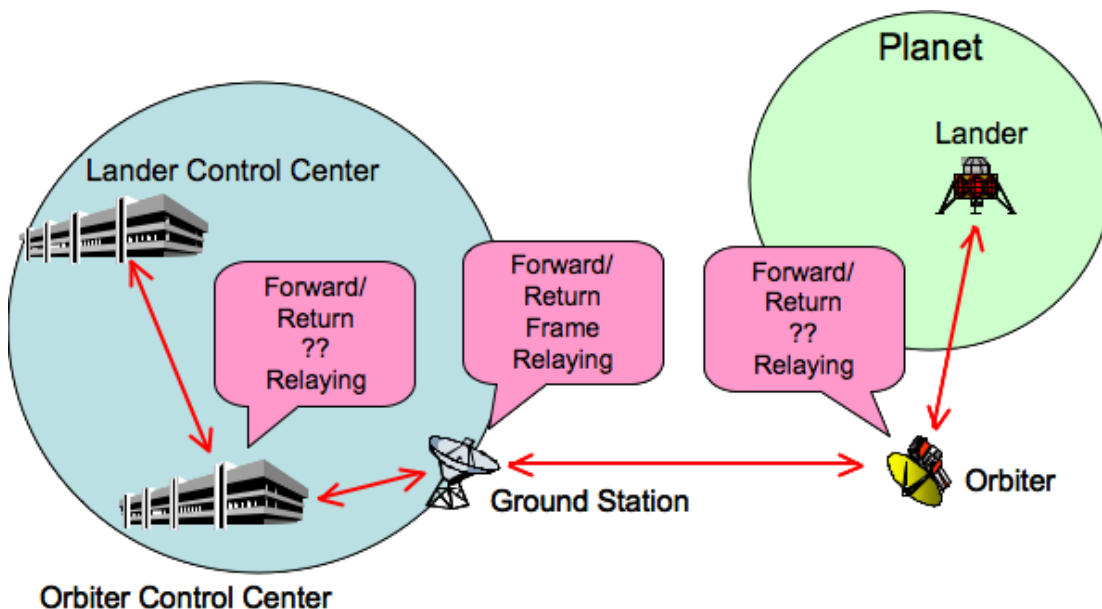 Planet
Lander
Lander Control Center
Forward/
Return
??
Relaying
Forward/
Return
Frame
Relaying
Forward/
Return
??
Relaying
Ground Station
Orbiter
Orbiter Control Center